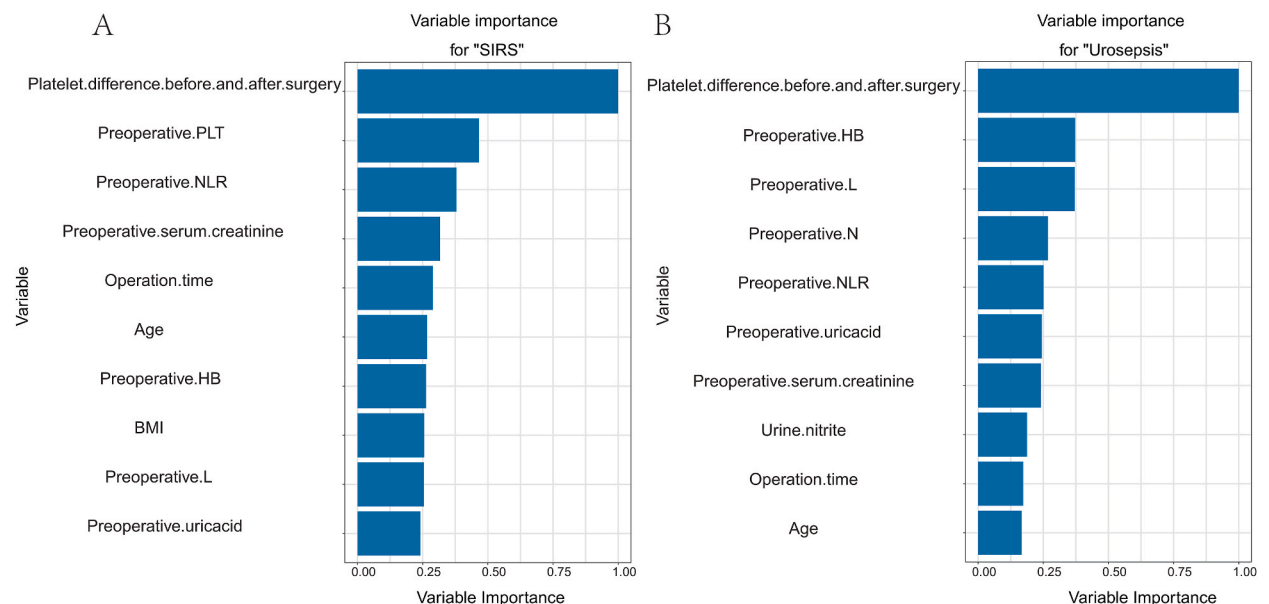 A
Variable importance
for "SIRS"
Platelet.difference.before.and.after.surgery
Preoperative.PLT
Preoperative.NLR
Preoperative.serum.creatinine
Operation.time
Age
Preoperative.HB
BMI
Preoperative.L
Preoperative.uricacid
Variable
0.00 0.25 0.50 0.75 1.00
Variable Importance
B
Variable importance
for "Urosepsis"
Platelet.difference.before.and.after.surgery
Preoperative.HB
Preoperative.L
Preoperative.N
Preoperative.NLR
Preoperative.uricacid
Preoperative.serum.creatinine
Urine.nitrite
Operation.time
Age
Variable
0.00 0.25 0.50 0.75 1.00
Variable Importance